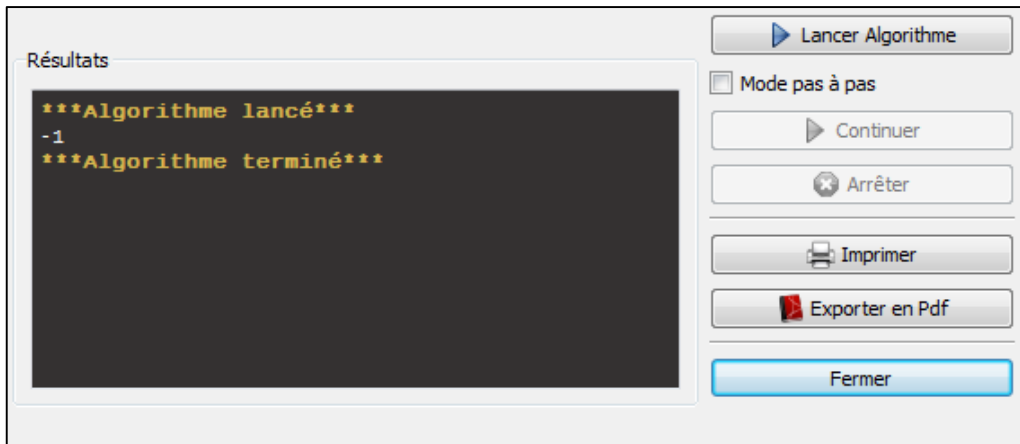 Résultats
***Algorithme lancé***
-1
***Algorithme terminé***
Lancer Algorithme
Mode pas à pas
Continuer
Arrêter
Imprimer
Exporter en Pdf
Fermer